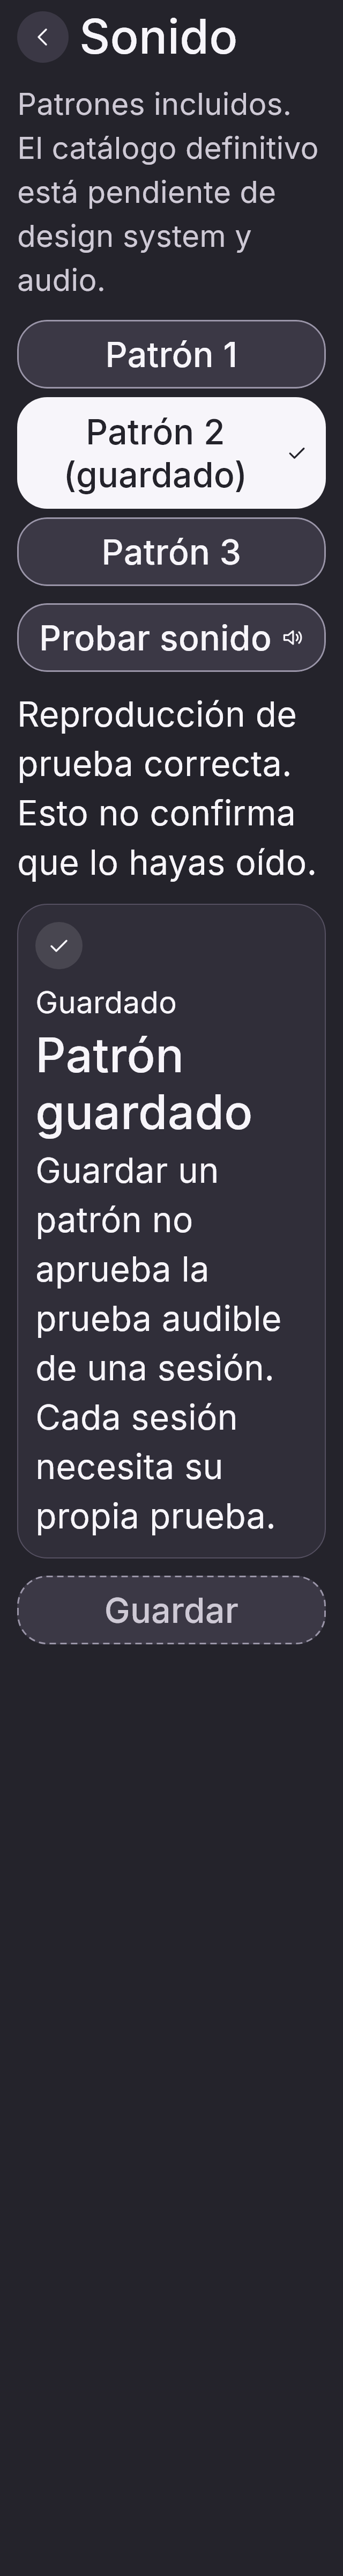 Sonido
Patrones incluidos.
El catálogo definitivo
está pendiente de
design system y
audio.
Patrón 1
Patrón 2
(guardado)
Patrón 3
Probar sonido
Reproducción de
prueba correcta.
Esto no confirma
que lo hayas oído.
Guardado
Patrón
guardado
Guardar un
patrón no
aprueba la
prueba audible
de una sesión.
Cada sesión
necesita su
propia prueba.
Guardar